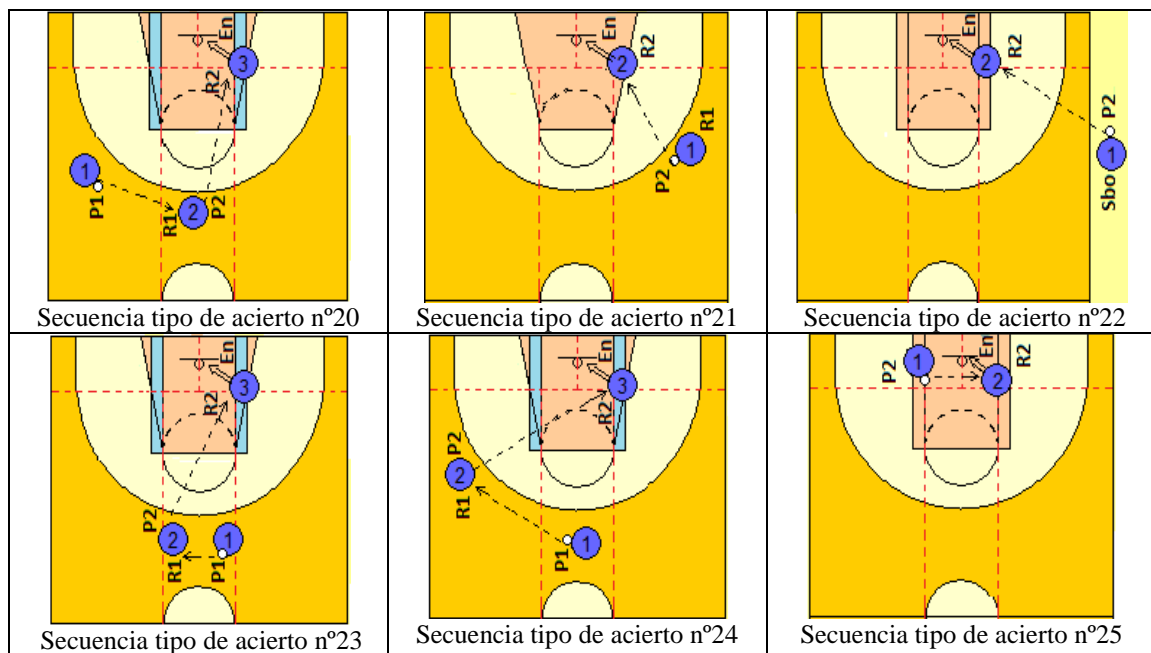 En
3
R2
1
P1
R1
2
P2
Secuencia tipo de acierto nº20
En
2
R2
R1
1
P2
Secuencia tipo de acierto nº21
En
2
R2
P2
1
Sbo
Secuencia tipo de acierto nº22
En
3
R2
P2
2
1
R1
P1
Secuencia tipo de acierto nº23
En
3
R2
P2
2
R1
P1
1
Secuencia tipo de acierto nº24
1
P2
En
R2
2
Secuencia tipo de acierto nº25